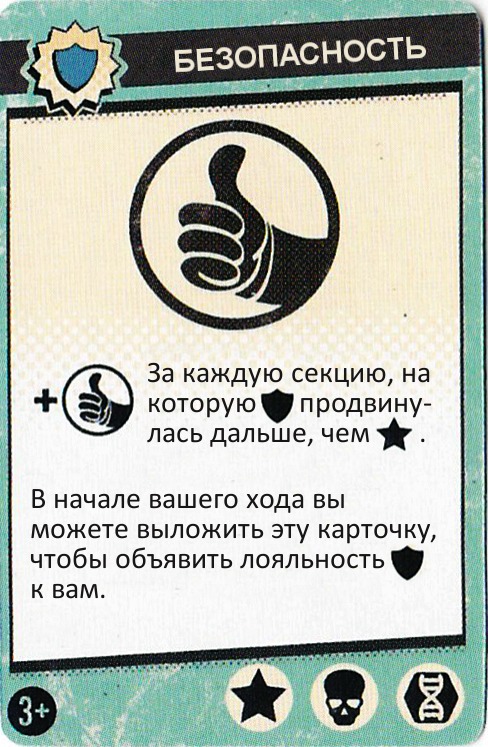 БЕЗОПАСНОСТЬ
+ За каждую секцию, на
которую продвину-
лась дальше, чем .
В начале вашего хода вы
можете выложить эту карточку,
чтобы объявить лояльность
к вам.
3+